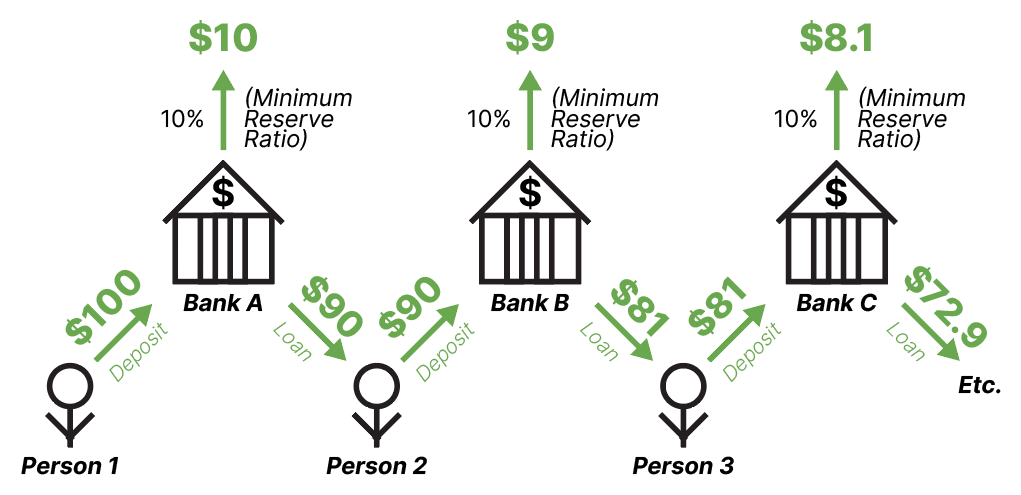 $10
$9
$8.1
10%
(Minimum
Reserve
Ratio)
10%
(Minimum
Reserve
Ratio)
10%
(Minimum
Reserve
Ratio)
$
$
$
$100
Deposit
Bank A
$90
Loan
$90
Deposit
Bank B
$81
Loan
$81
Deposit
Bank C
$72.9
Loan
Etc.
Person 1
Person 2
Person 3